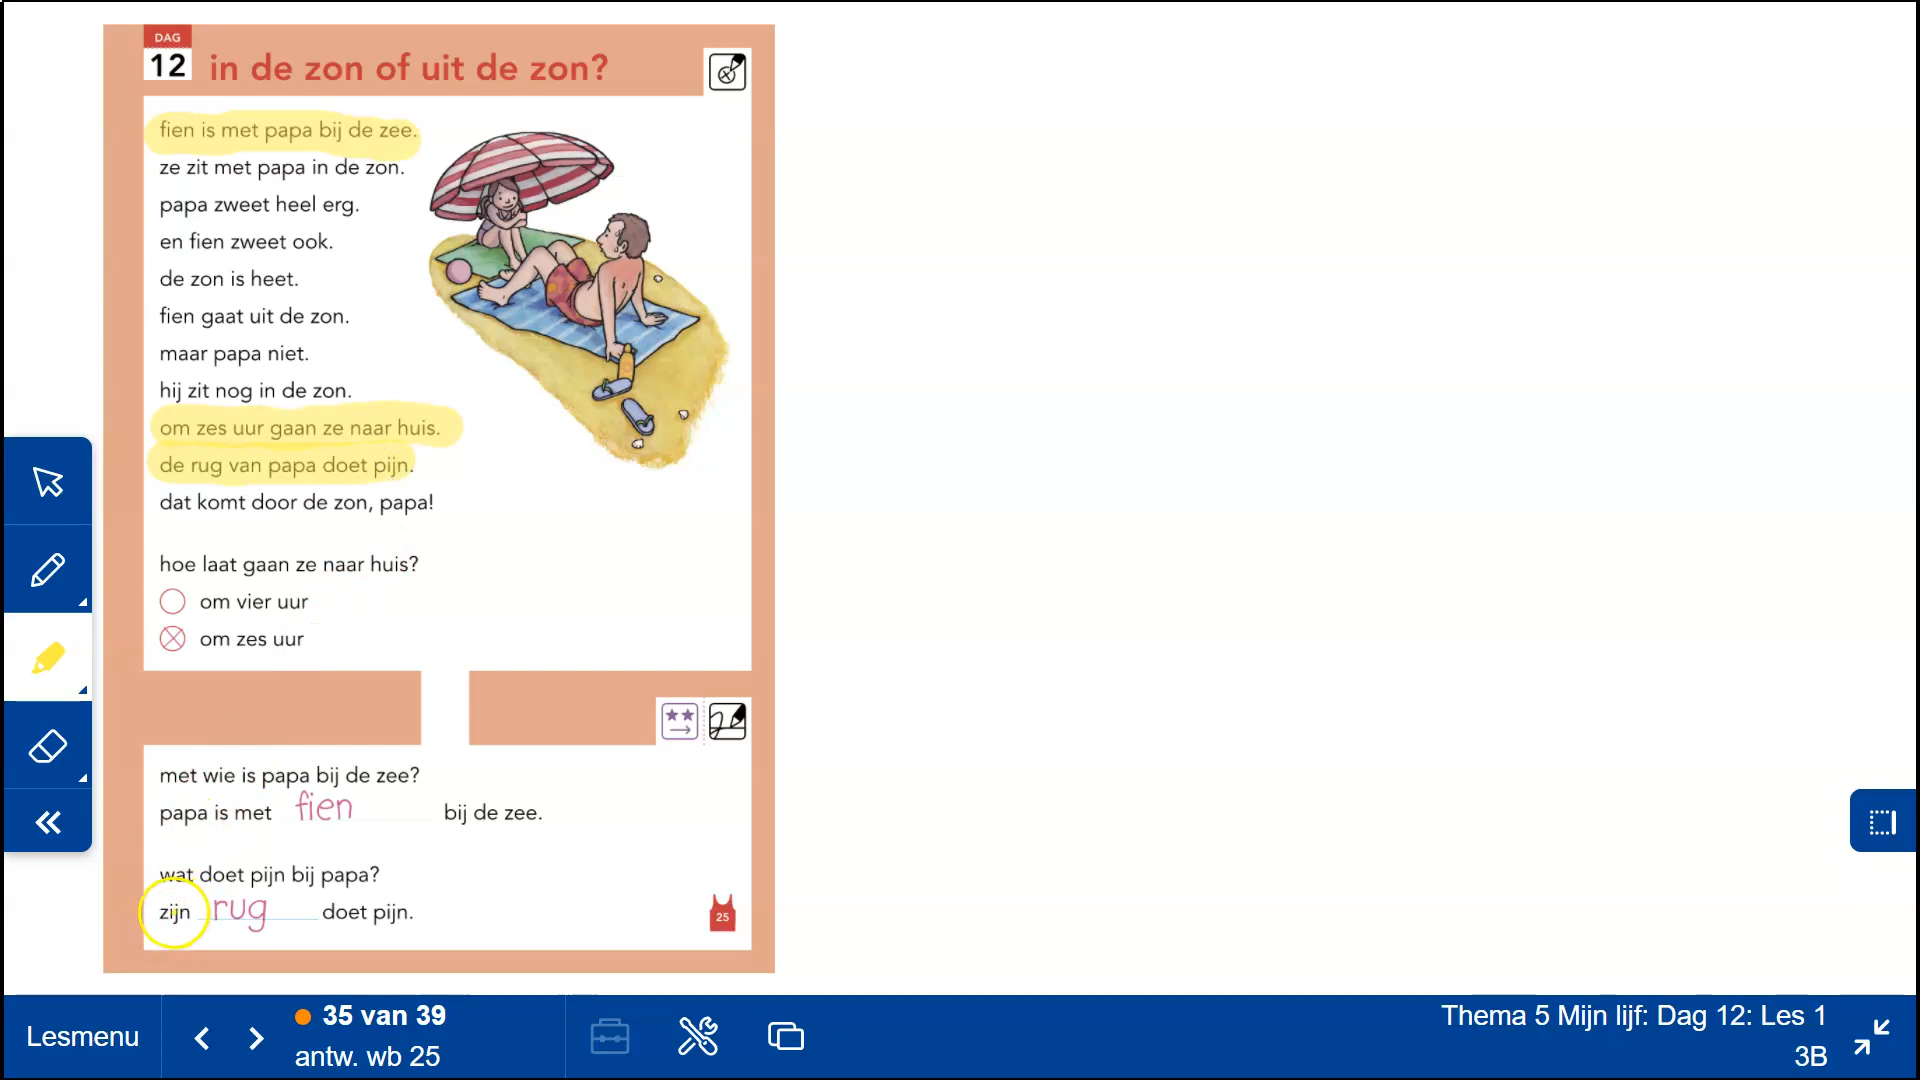 DAG
12
in de zon of uit de zon?
fien is met papa bij de zee.
ze zit met papa in de zon.
papa zweet heel erg.
en fien zweet ook.
de zon is heet.
fien gaat uit de zon.
maar papa niet.
hij zit nog in de zon.
om zes uur gaan ze naar huis.
de rug van papa doet pijn.
dat komt door de zon, papa!
hoe laat gaan ze naar huis?
om vier uur
om zes uur
met wie is papa bij de zee?
papa is met fien bij de zee.
wat doet pijn bij papa?
zijn rug doet pijn.
25
Lesmenu
35 van 39
antw. wb 25
Thema 5 Mijn lijf: Dag 12: Les 1
3B